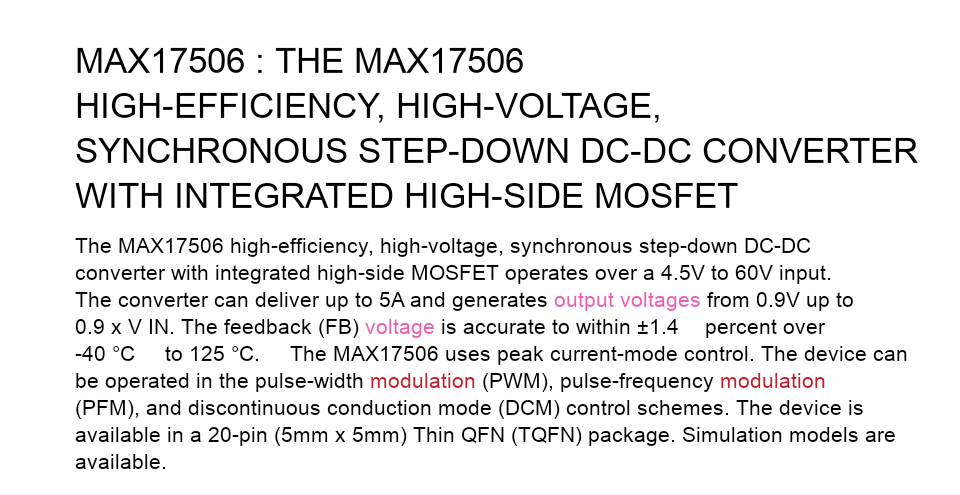 MAX17506 : THE MAX17506
HIGH-EFFICIENCY, HIGH-VOLTAGE,
SYNCHRONOUS STEP-DOWN DC-DC CONVERTER
WITH INTEGRATED HIGH-SIDE MOSFET
The MAX17506 high-efficiency, high-voltage, synchronous step-down DC-DC
converter with integrated high-side MOSFET operates over a 4.5V to 60V input.
The converter can deliver up to 5A and generates output voltages from 0.9V up to
0.9 x V IN. The feedback (FB) voltage is accurate to within ±1.4 percent over
-40 °C to 125 °C. The MAX17506 uses peak current-mode control. The device can
be operated in the pulse-width modulation (PWM), pulse-frequency modulation
(PFM), and discontinuous conduction mode (DCM) control schemes. The device is
available in a 20-pin (5mm x 5mm) Thin QFN (TQFN) package. Simulation models are
available.